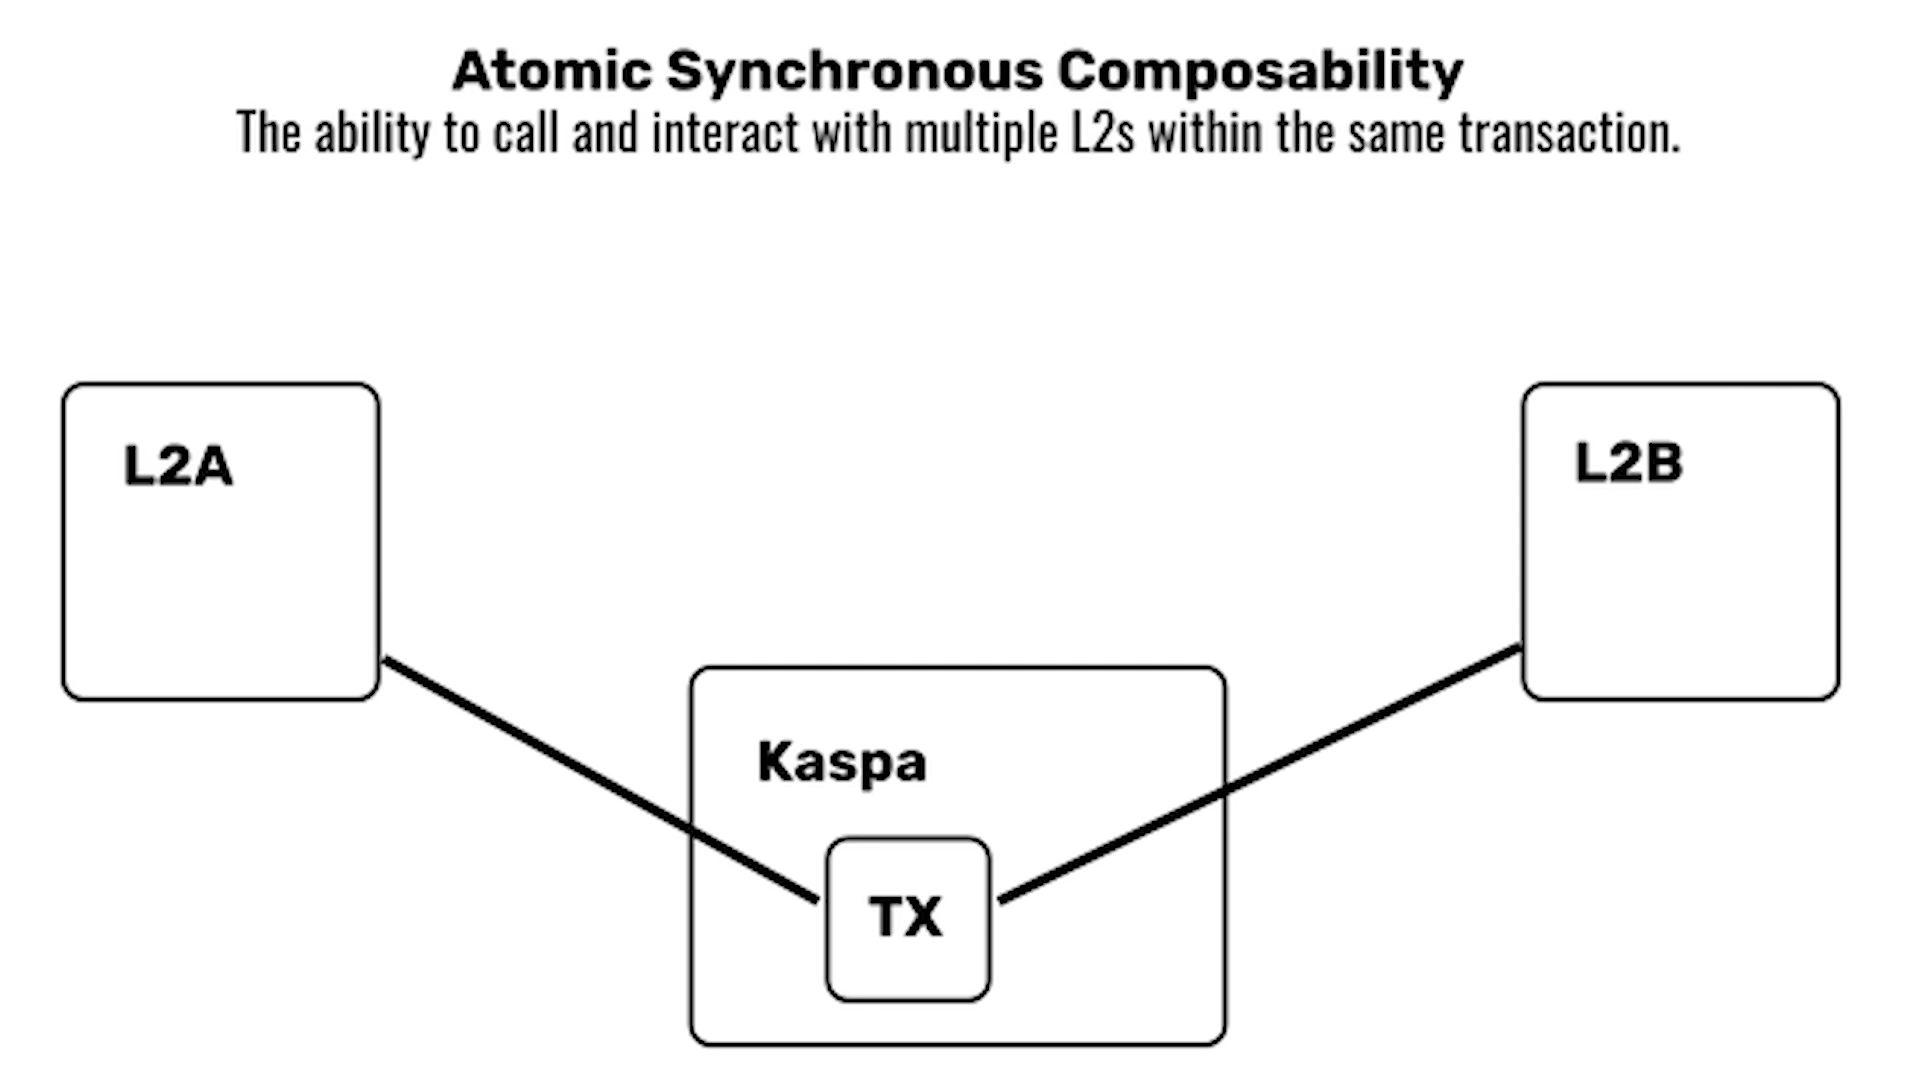 Atomic Synchronous Composability
The ability to call and interact with multiple L2s within the same transaction.
L2A
L2B
Kaspa
TX